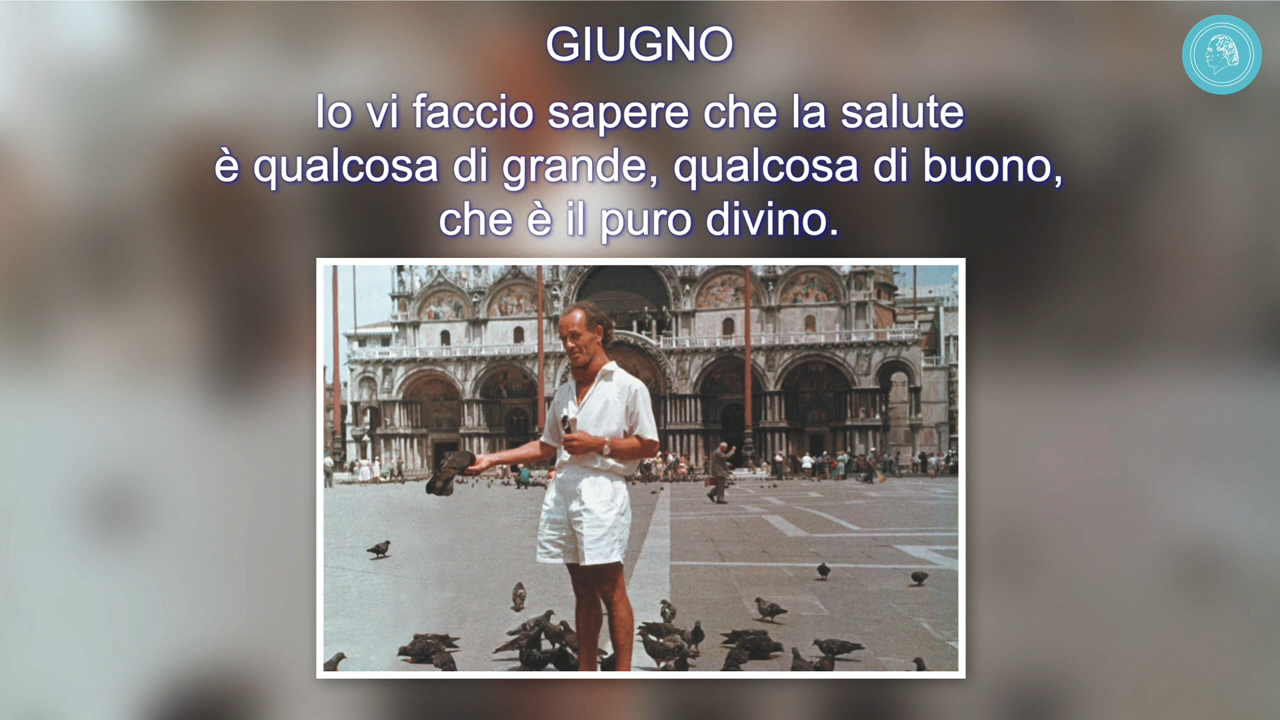 GIUGNO
Io vi faccio sapere che la salute
è qualcosa di grande, qualcosa di buono,
che è il puro divino.